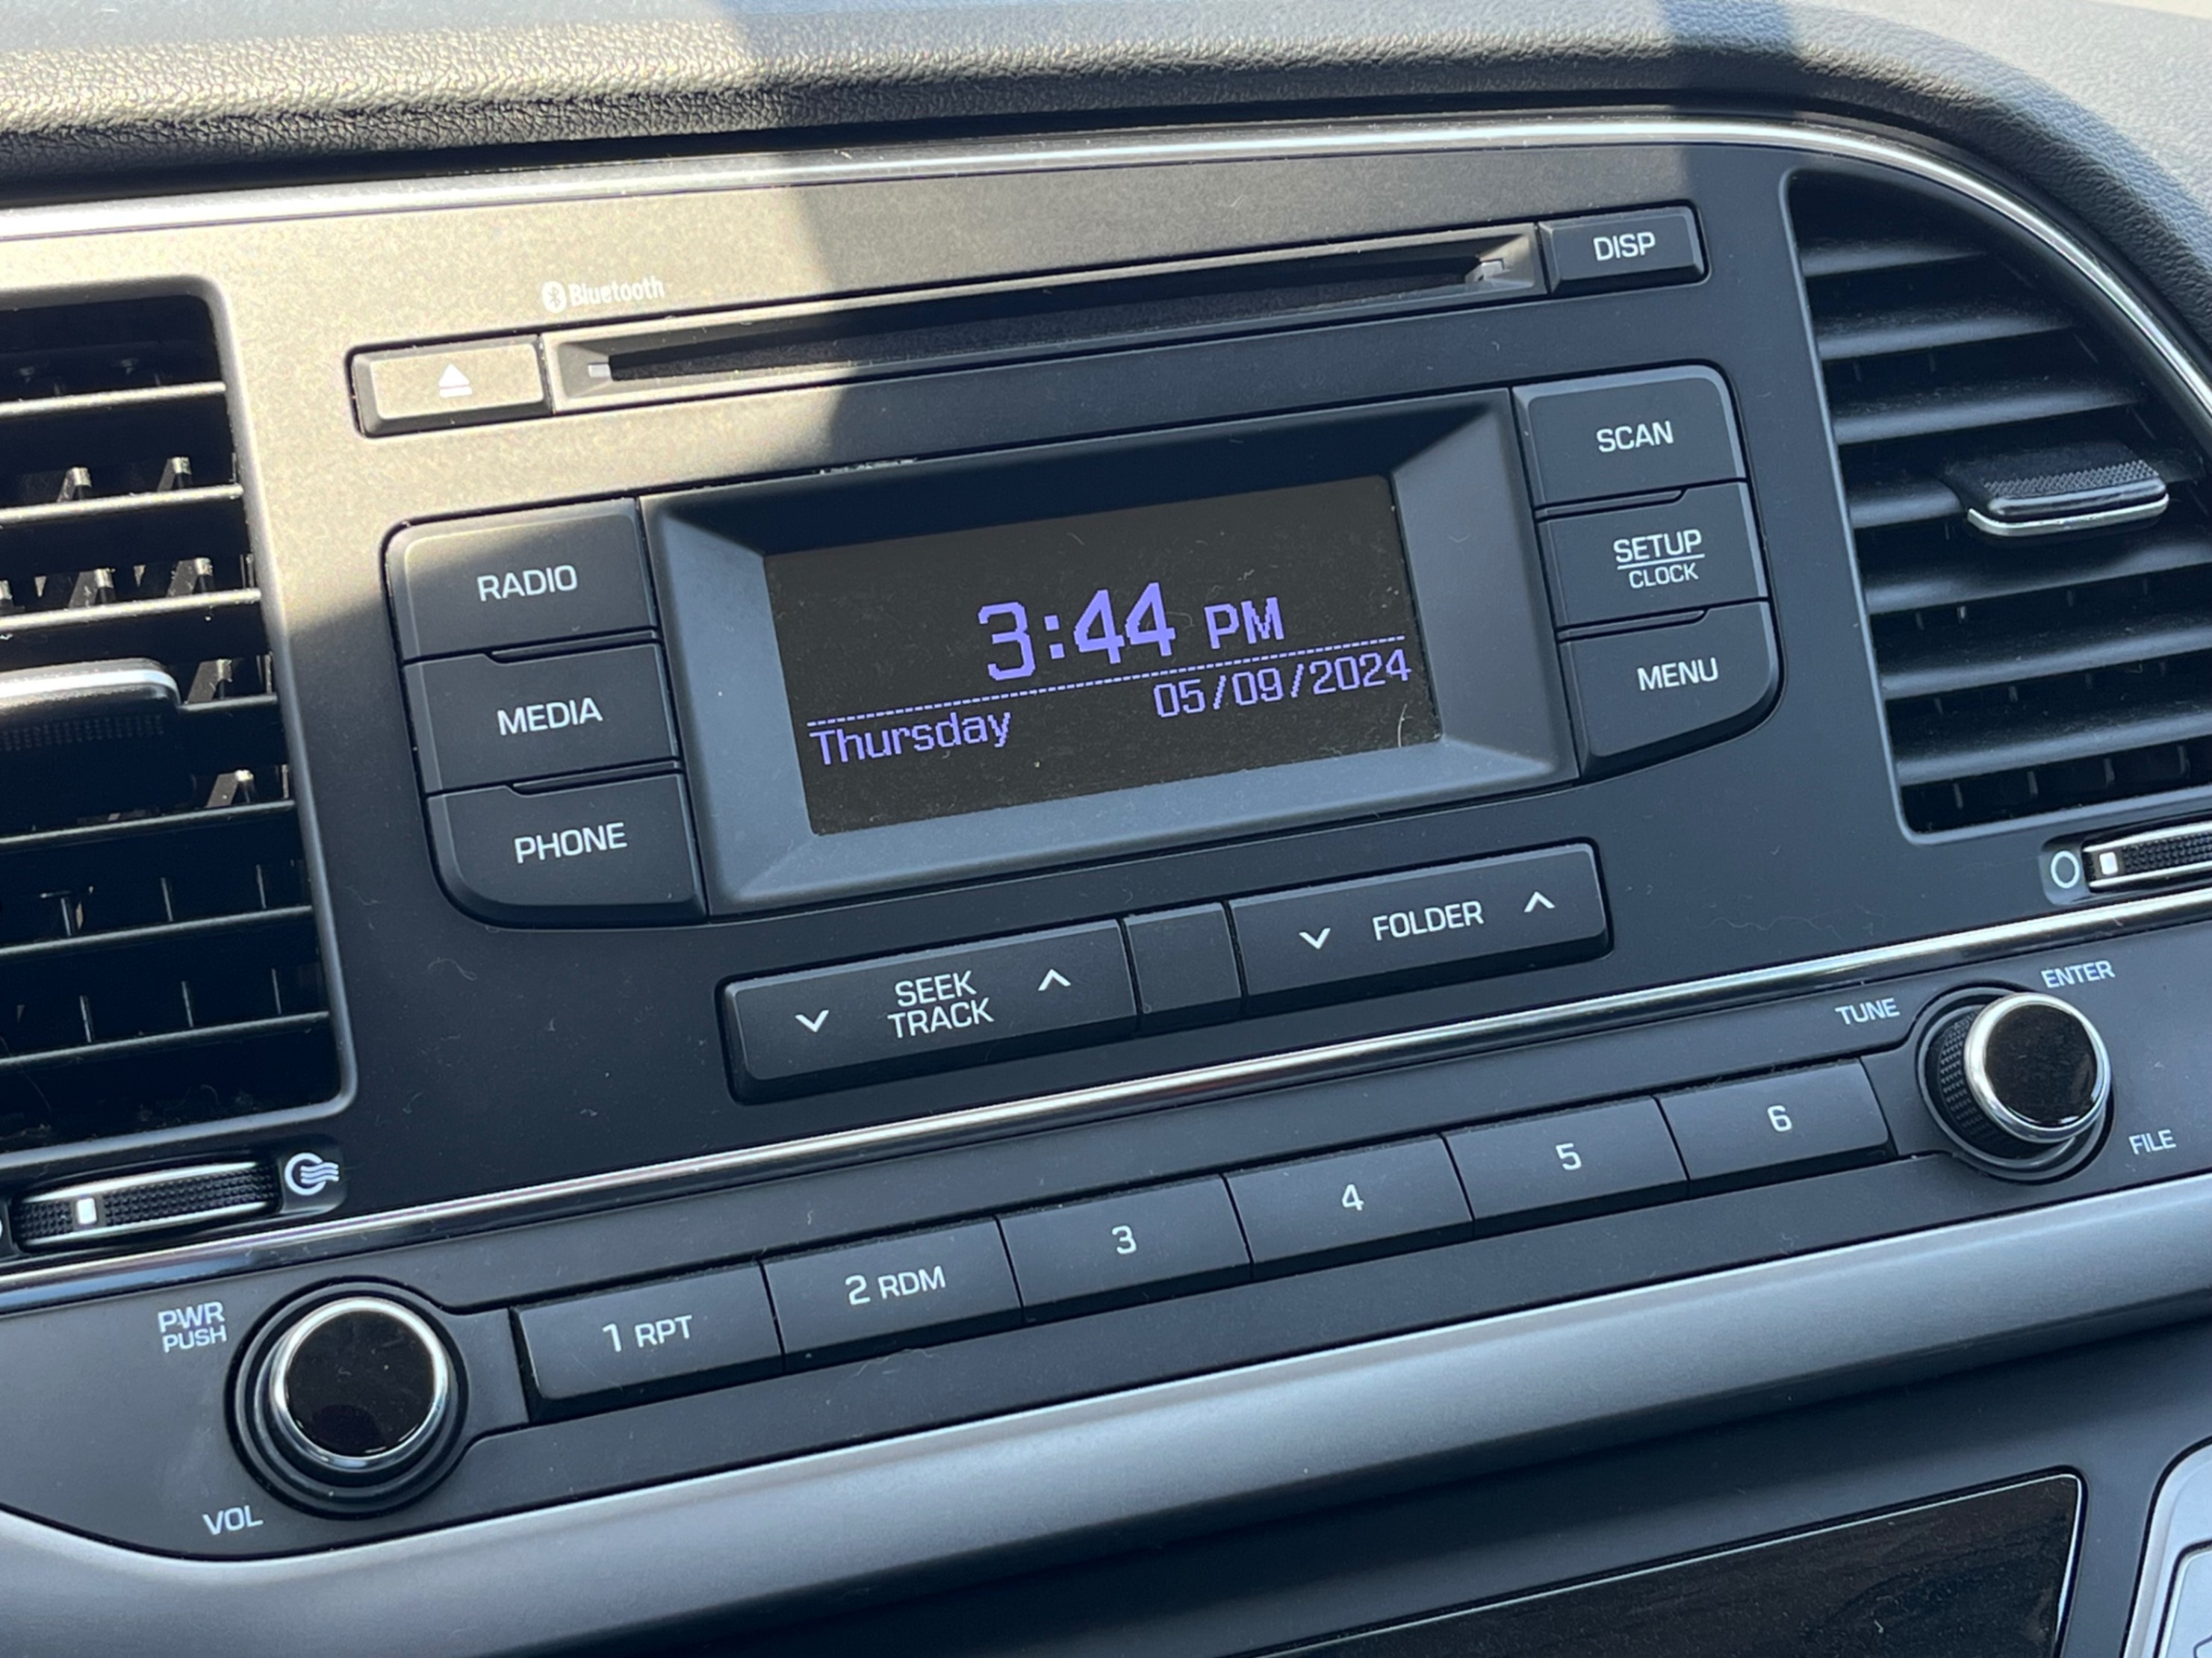 Bluetooth
DISP
SCAN
RADIO
SETUP
CLOCK
3:44 PM
MEDIA
MENU
Thursday 05/09/2024
PHONE
FOLDER
SEEK
TRACK
ENTER
TUNE
6
FILE
5
4
3
2 RDM
1 RPT
PWR
PUSH
VOL